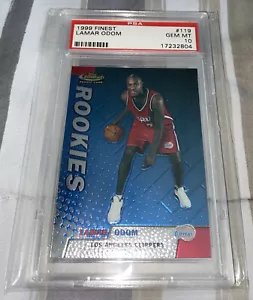 PSA
1999 FINEST #119
LAMAR ODOM GEM MT
10
17232804
ROOKIES
LAMAR ODOM
LOS ANGELES CLIPPERS